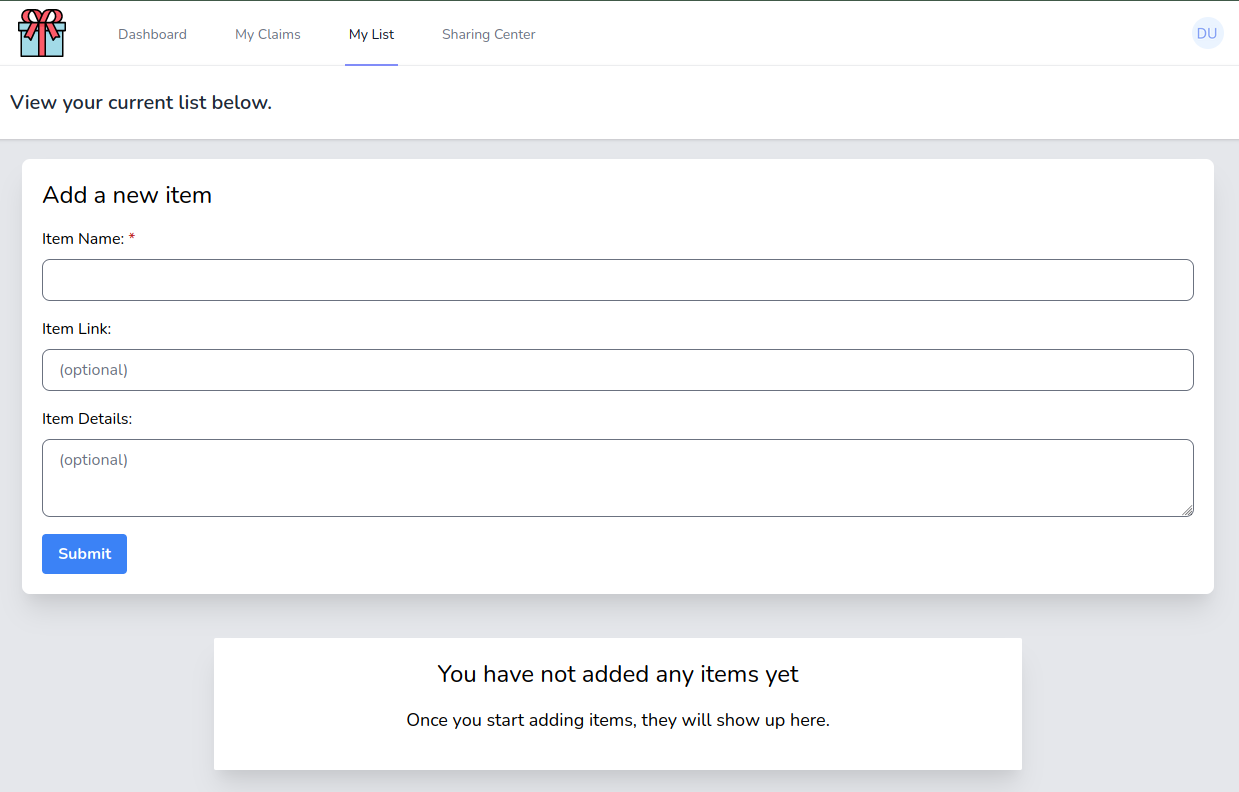 Dashboard My Claims My List Sharing Center DU
View your current list below.
Add a new item
Item Name: *
Item Link:
(optional)
Item Details:
(optional)
Submit
You have not added any items yet
Once you start adding items, they will show up here.